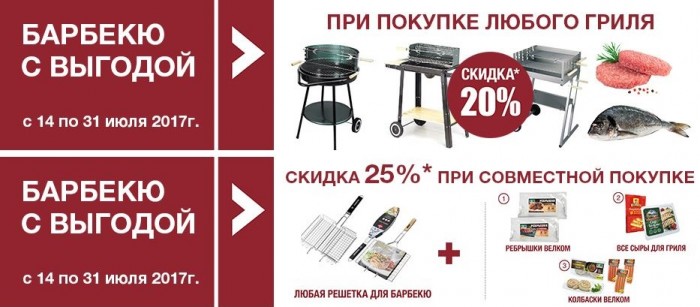 БАРБЕКЮ
С ВЫГОДОЙ
с 14 по 31 июля 2017г.
ПРИ ПОКУПКЕ ЛЮБОГО ГРИЛЯ
СКИДКА*
20%
БАРБЕКЮ
С ВЫГОДОЙ
с 14 по 31 июля 2017г.
СКИДКА 25%* ПРИ СОВМЕСТНОЙ ПОКУПКЕ
ЛЮБАЯ РЕШЕТКА ДЛЯ БАРБЕКЮ
+
1
РЕБРЫШКИ ВЕЛКОМ
2
ВСЕ СЫРЫ ДЛЯ ГРИЛЯ
3
КОЛБАСКИ ВЕЛКОМ